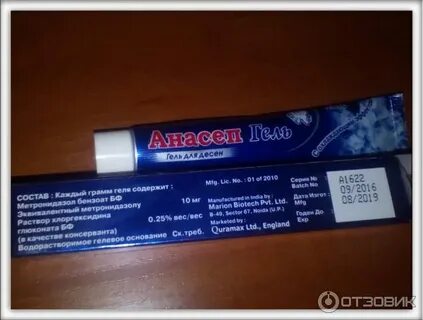 Анасеп Гель
Гель для десен
СОСТАВ : Каждый грамм геля содержит :
Метронидазол бензоат БФ
Эквивалентный метронидазолу 10 мг
Раствор хлоргексидина
глюконата БФ 0.25% вес/вес
(в качестве консерванта)
Водорастворимое гелевое основание Ск.треб.
Mfg. Lic. No. : 01 of 2010
Manufactured in India by :
Marion Biotech Pvt. Ltd.
B-40, Sector 67, Noida (U.P.)
Quramax Ltd., England
Серия №
Batch No
Дата Изгот
Mfg
Годен До
Exp
A1622
09/2016
08/2019
ОТЗОВИК